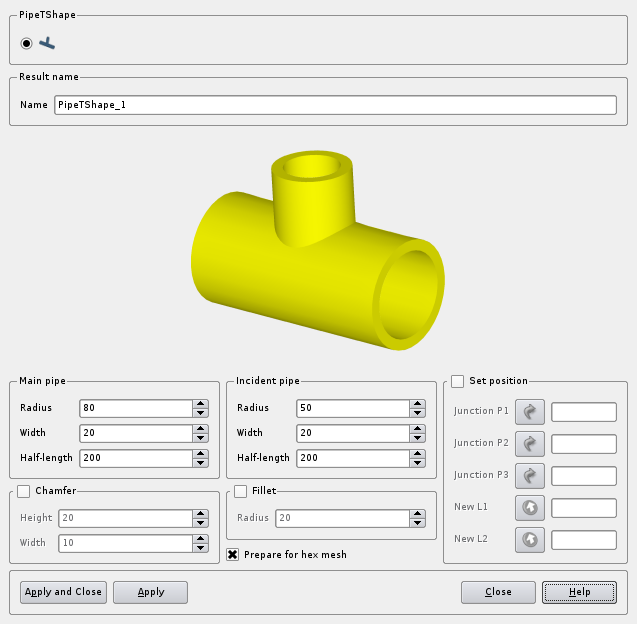 PipeTShape
Result name
Name PipeTShape_1
Main pipe
Radius 80
Width 20
Half-length 200
Incident pipe
Radius 50
Width 20
Half-length 200
Set position
Junction P1
Junction P2
Junction P3
New L1
New L2
Chamfer
Height 20
Width 10
Fillet
Radius 20
Prepare for hex mesh
Apply and Close Apply Close Help